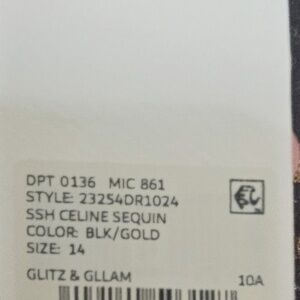 DPT 0136 MIC 861
STYLE: 23254DR1024
SSH CELINE SEQUIN
COLOR: BLK/GOLD
SIZE: 14
GLITZ & GLLAM 10A